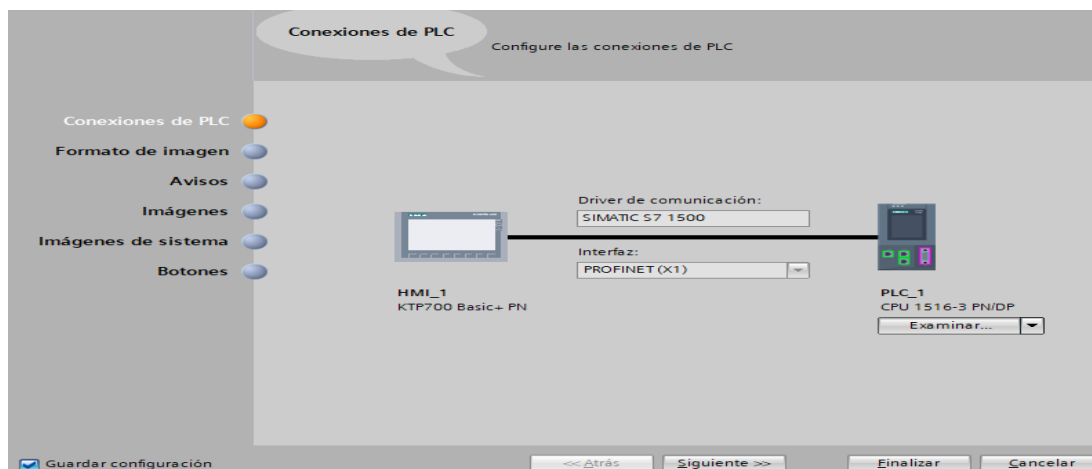 Conexiones de PLC
Configure las conexiones de PLC
Conexiones de PLC
Formato de imagen
Avisos
Imágenes
Imágenes de sistema
Botones
Driver de comunicación:
SIMATIC S7 1500
Interfaz:
PROFINET (X1)
HMI_1
KTP700 Basic+ PN
PLC_1
CPU 1516-3 PN/DP
Examinar...
Guardar configuración
<< Atrás
Siguiente >>
Finalizar
Cancelar